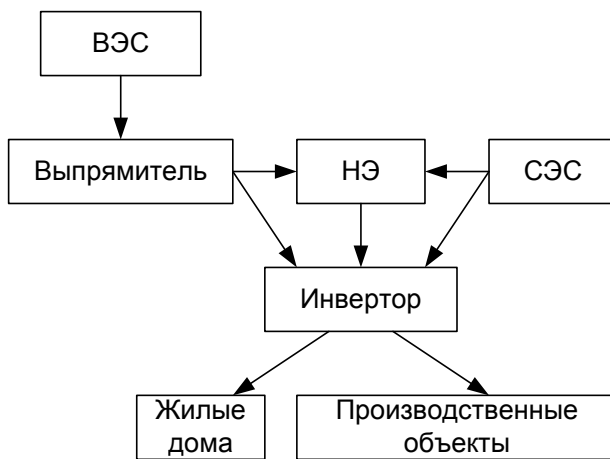 ВЭС
Выпрямитель
НЭ
СЭС
Инвертор
Жилые
дома
Производственные
объекты